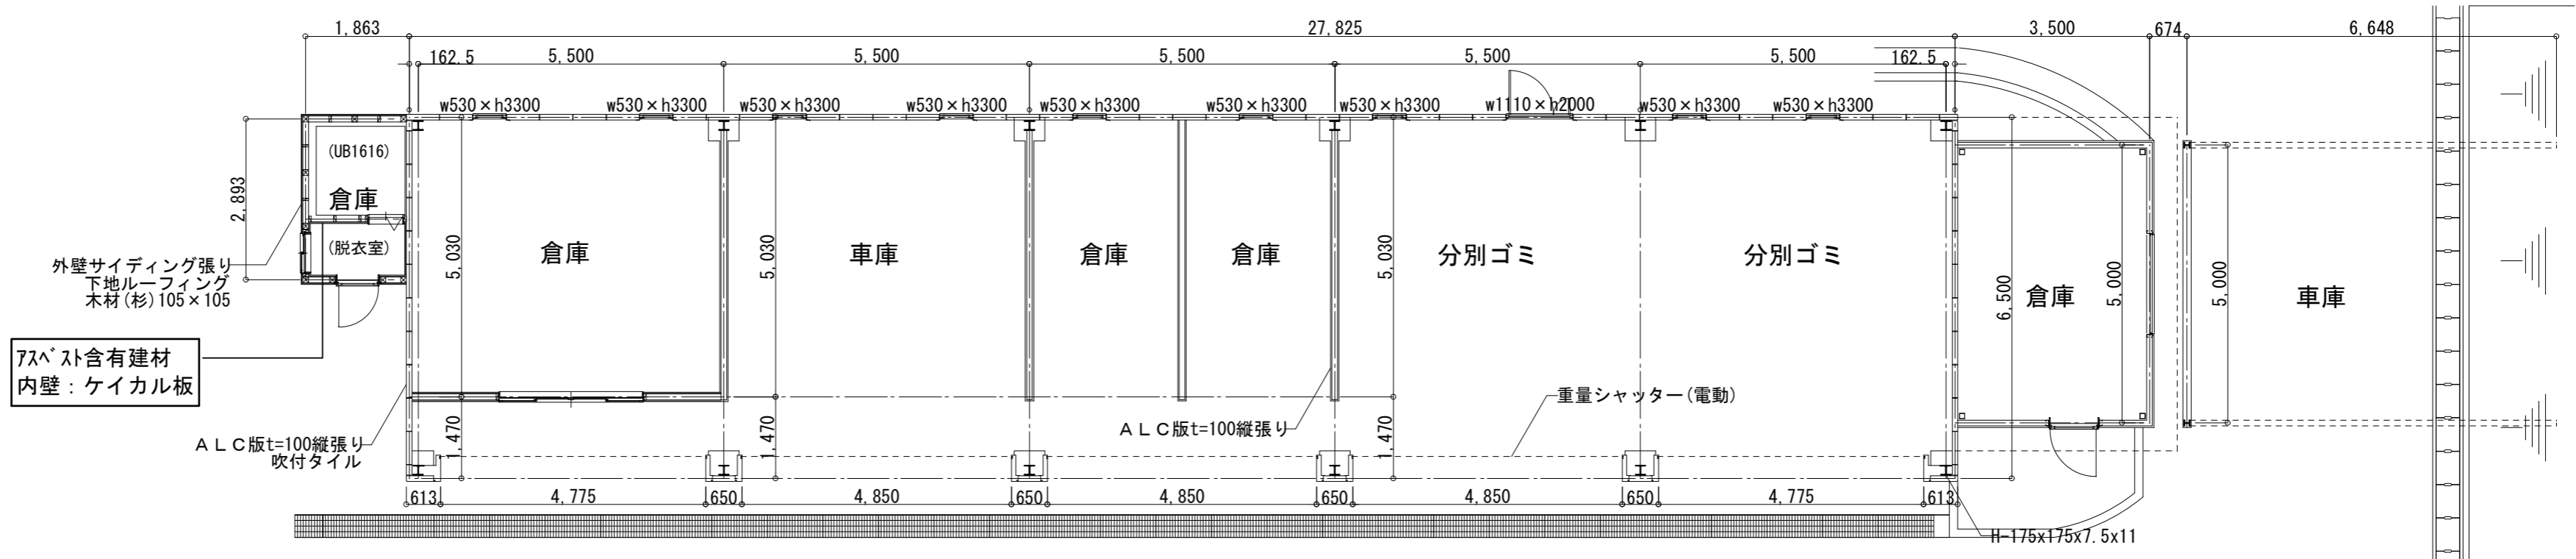 1,863
27,825
3,500
674
6,648
162.5
5,500
5,500
5,500
5,500
5,500
162.5
w530×h3300
w530×h3300
w530×h3300
w530×h3300
w530×h3300
w530×h3300
w530×h3300
w1110×h2000
w530×h3300
w530×h3300
2,893
(UB1616)
倉庫
(脱衣室)
5,030
倉庫
5,030
車庫
倉庫
倉庫
5,030
分別ゴミ
分別ゴミ
6,500
倉庫
5,000
5,000
車庫
外壁サイディング張り
下地ルーフィング
木材(杉)105×105
アスベスト含有建材
内壁：ケイカル板
ＡＬＣ版t=100縦張り
吹付タイル
1,470
1,470
ＡＬＣ版t=100縦張り
1,470
重量シャッター(電動)
613
4,775
650
4,850
650
4,850
650
4,850
650
4,775
613
H-175x175x7.5x11